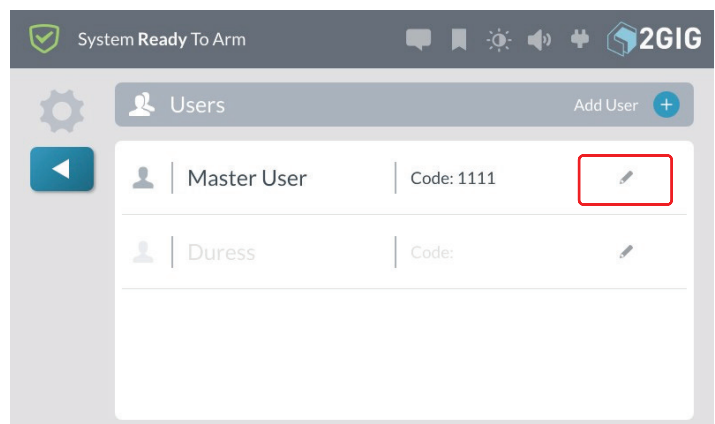 System Ready To Arm
2GIG
Users
Add User
Master User
Code: 1111
Duress
Code: